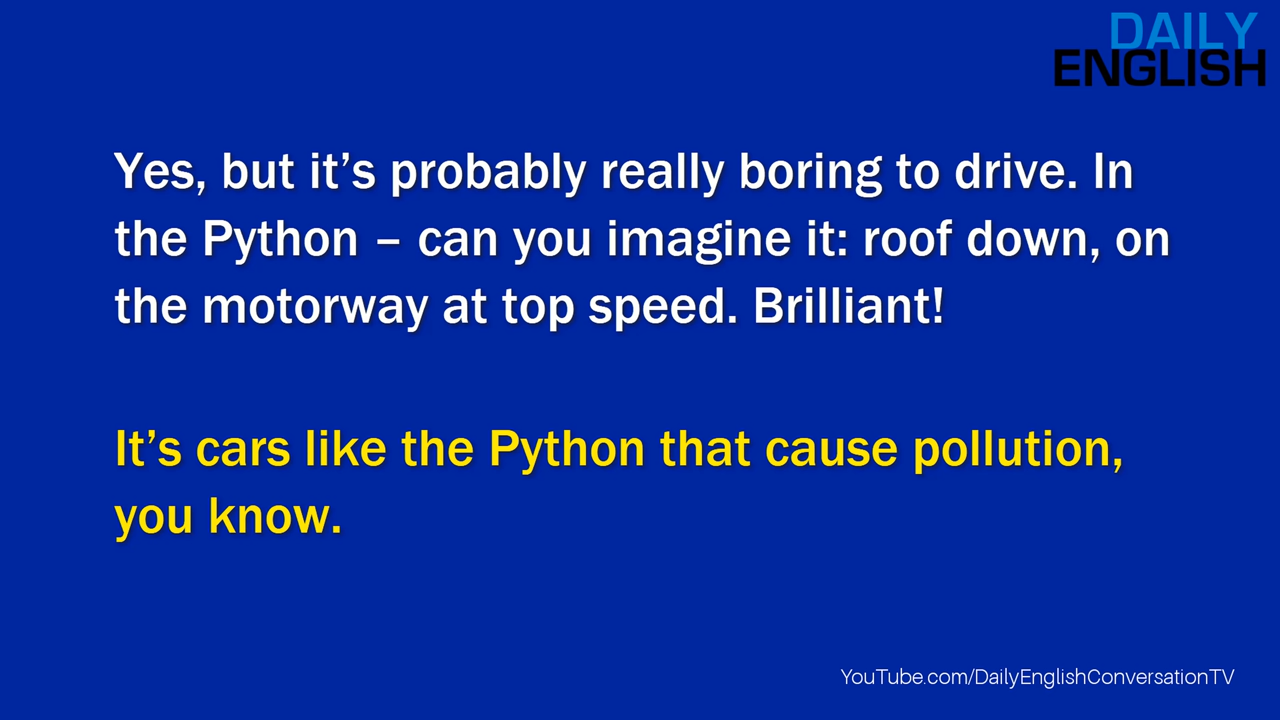 DAILY
ENGLISH
Yes, but it’s probably really boring to drive. In
the Python – can you imagine it: roof down, on
the motorway at top speed. Brilliant!
It’s cars like the Python that cause pollution,
you know.
YouTube.com/DailyEnglishConversationTV